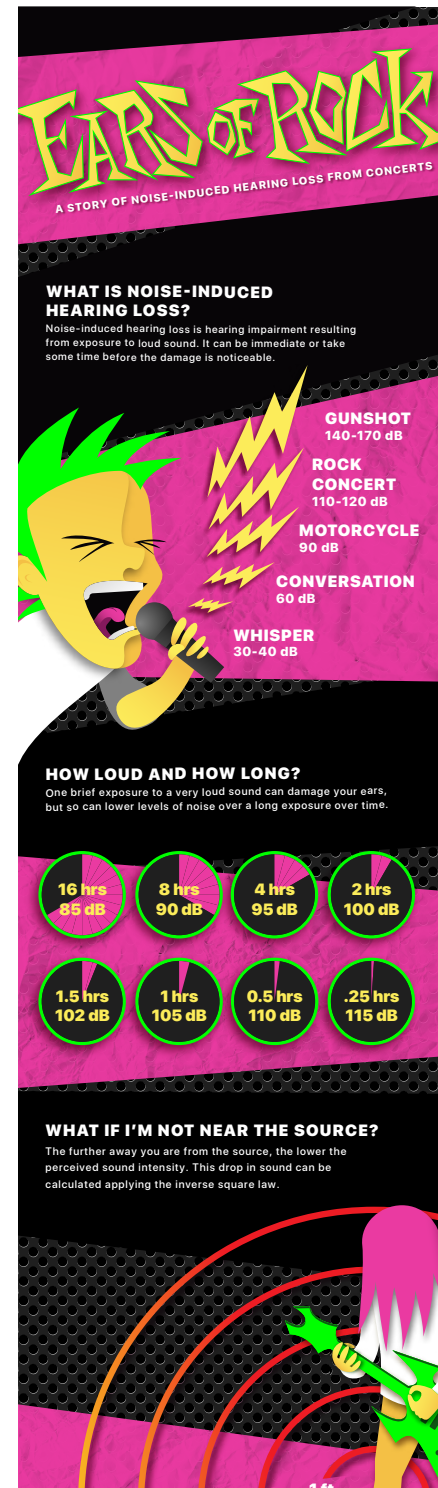 EARS OF ROCK
A STORY OF NOISE-INDUCED HEARING LOSS FROM CONCERTS
WHAT IS NOISE-INDUCED
HEARING LOSS?
Noise-induced hearing loss is hearing impairment resulting
from exposure to loud sound. It can be immediate or take
some time before the damage is noticeable.
GUNSHOT
140-170 dB
ROCK
CONCERT
110-120 dB
MOTORCYCLE
90 dB
CONVERSATION
60 dB
WHISPER
30-40 dB
HOW LOUD AND HOW LONG?
One brief exposure to a very loud sound can damage your ears,
but so can lower levels of noise over a long exposure over time.
16 hrs
85 dB
8 hrs
90 dB
4 hrs
95 dB
2 hrs
100 dB
1.5 hrs
102 dB
1 hrs
105 dB
0.5 hrs
110 dB
.25 hrs
115 dB
WHAT IF I'M NOT NEAR THE SOURCE?
The further away you are from the source, the lower the
perceived sound intensity. This drop in sound can be
calculated applying the inverse square law.